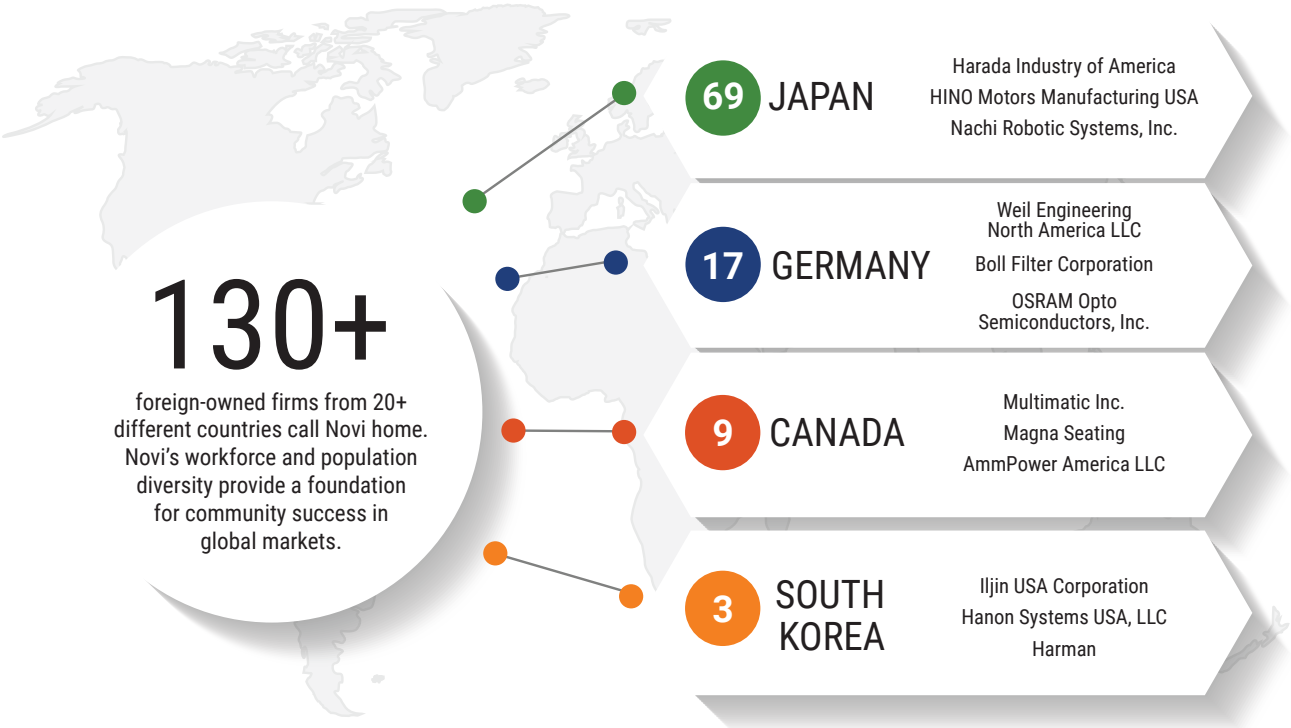 130+
foreign-owned firms from 20+
different countries call Novi home.
Novi's workforce and population
diversity provide a foundation
for community success in
global markets.
69 JAPAN
Harada Industry of America
HINO Motors Manufacturing USA
Nachi Robotic Systems, Inc.
17 GERMANY
Weil Engineering
North America LLC
Boll Filter Corporation
OSRAM Opto
Semiconductors, Inc.
9 CANADA
Multimatic Inc.
Magna Seating
AmmPower America LLC
3 SOUTH
KOREA
Iljin USA Corporation
Hanon Systems USA, LLC
Harman